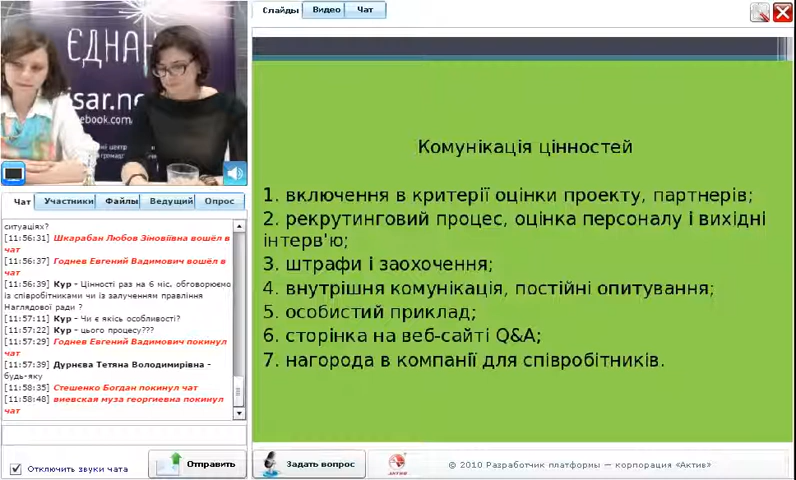 ЄДНАН
isar.ne
cebook.com
Слайды
Видео
Чат
Чат
Участники
Файлы
Ведущий
Опрос
ситуаціях?
[11:56:31] Шкарабан Любов Зіновіївна вошёл в
чат
[11:56:37] Годнев Евгений Вадимович вошёл в
чат
[11:56:39] Кур - Цінності раз на 6 міс, обговорюємо
із співробітниками чи із залученням правління
Наглядової ради ?
[11:57:11] Кур - Чи є якісь особливості?
[11:57:22] Кур - цього процесу???
[11:57:29] Годнев Евгений Вадимович покинул
чат
[11:57:39] Дурнєва Тетяна Володимирівна -
будь-яку
[11:58:35] Стешенко Богдан покинул чат
[11:58:48] виевская муза георгиевна покинул
чат
Отключить звуки чата
Отправить
Комунікація цінностей
1. включення в критерії оцінки проекту, партнерів;
2. рекрутинговий процес, оцінка персоналу і вихідні
інтерв'ю;
3. штрафи і заохочення;
4. внутрішня комунікація, постійні опитування;
5. особистий приклад;
6. сторінка на веб-сайті Q&A;
7. нагорода в компанії для співробітників.
Задать вопрос
АКТИВ
© 2010 Разработчик платформы — корпорация «Актив»